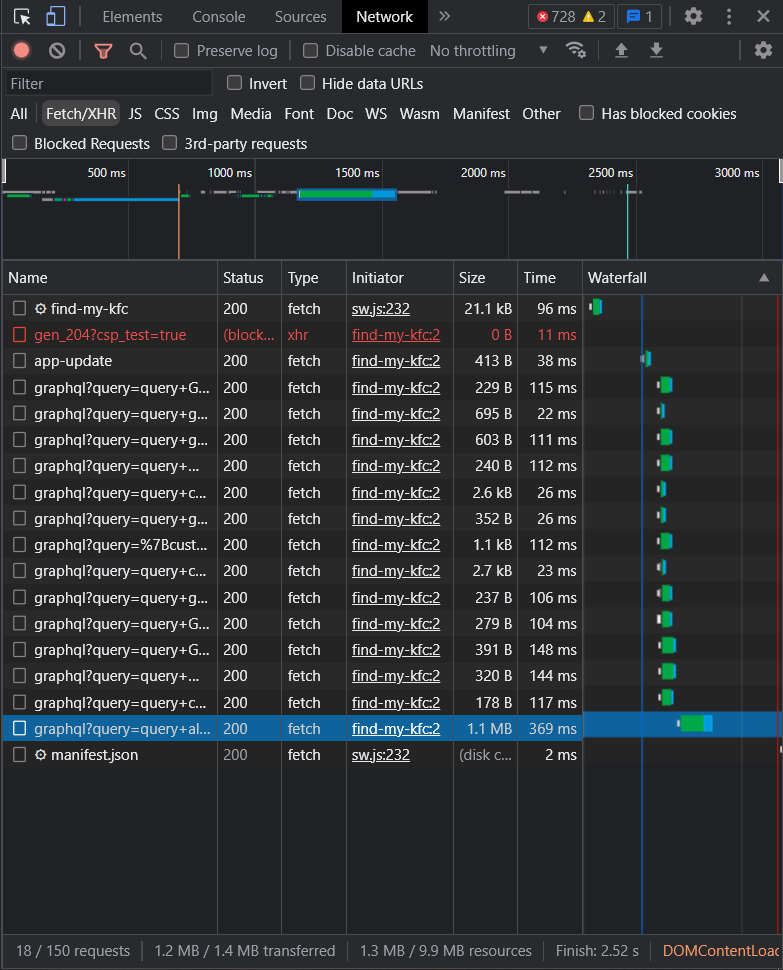 Elements Console Sources Network 728 2 1
Preserve log Disable cache No throttling
Filter Invert Hide data URLs
All Fetch/XHR JS CSS Img Media Font Doc WS Wasm Manifest Other Has blocked cookies
Blocked Requests 3rd-party requests
500 ms 1000 ms 1500 ms 2000 ms 2500 ms 3000 ms
Name Status Type Initiator Size Time Waterfall
find-my-kfc 200 fetch sw.js:232 21.1 kB 96 ms
gen_204?csp_test=true (block... xhr find-my-kfc:2 0 B 11 ms
app-update 200 fetch find-my-kfc:2 413 B 38 ms
graphql?query=query+G... 200 fetch find-my-kfc:2 229 B 115 ms
graphql?query=query+g... 200 fetch find-my-kfc:2 695 B 22 ms
graphql?query=query+g... 200 fetch find-my-kfc:2 603 B 111 ms
graphql?query=query+... 200 fetch find-my-kfc:2 240 B 112 ms
graphql?query=query+c... 200 fetch find-my-kfc:2 2.6 kB 26 ms
graphql?query=query+g... 200 fetch find-my-kfc:2 352 B 26 ms
graphql?query=%7Bcust... 200 fetch find-my-kfc:2 1.1 kB 112 ms
graphql?query=query+c... 200 fetch find-my-kfc:2 2.7 kB 23 ms
graphql?query=query+g... 200 fetch find-my-kfc:2 237 B 106 ms
graphql?query=query+G... 200 fetch find-my-kfc:2 279 B 104 ms
graphql?query=query+G... 200 fetch find-my-kfc:2 391 B 148 ms
graphql?query=query+... 200 fetch find-my-kfc:2 320 B 144 ms
graphql?query=query+c... 200 fetch find-my-kfc:2 178 B 117 ms
graphql?query=query+al... 200 fetch find-my-kfc:2 1.1 MB 369 ms
manifest.json 200 fetch sw.js:232 (disk c... 2 ms
18 / 150 requests 1.2 MB / 1.4 MB transferred 1.3 MB / 9.9 MB resources Finish: 2.52 s DOMContentLoa